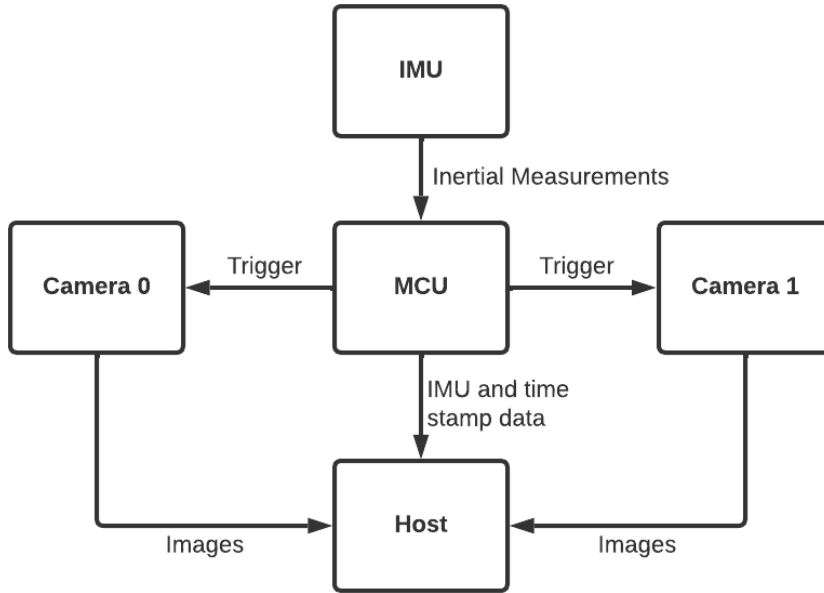 IMU
Inertial Measurements
Camera 0
Trigger
MCU
Trigger
Camera 1
IMU and time
stamp data
Host
Images
Images